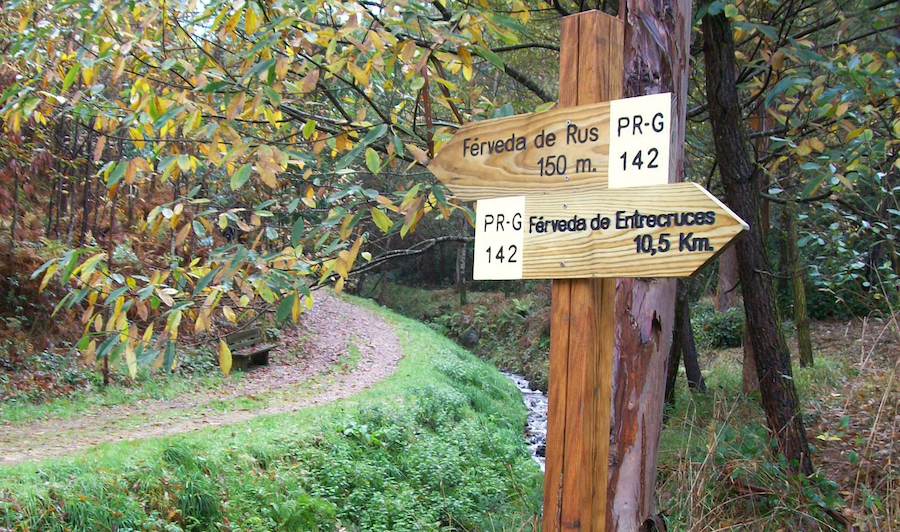 Férveda de Rus
150 m.
PR-G
142
PR-G
142
Férveda de Entrecruces
10,5 Km.